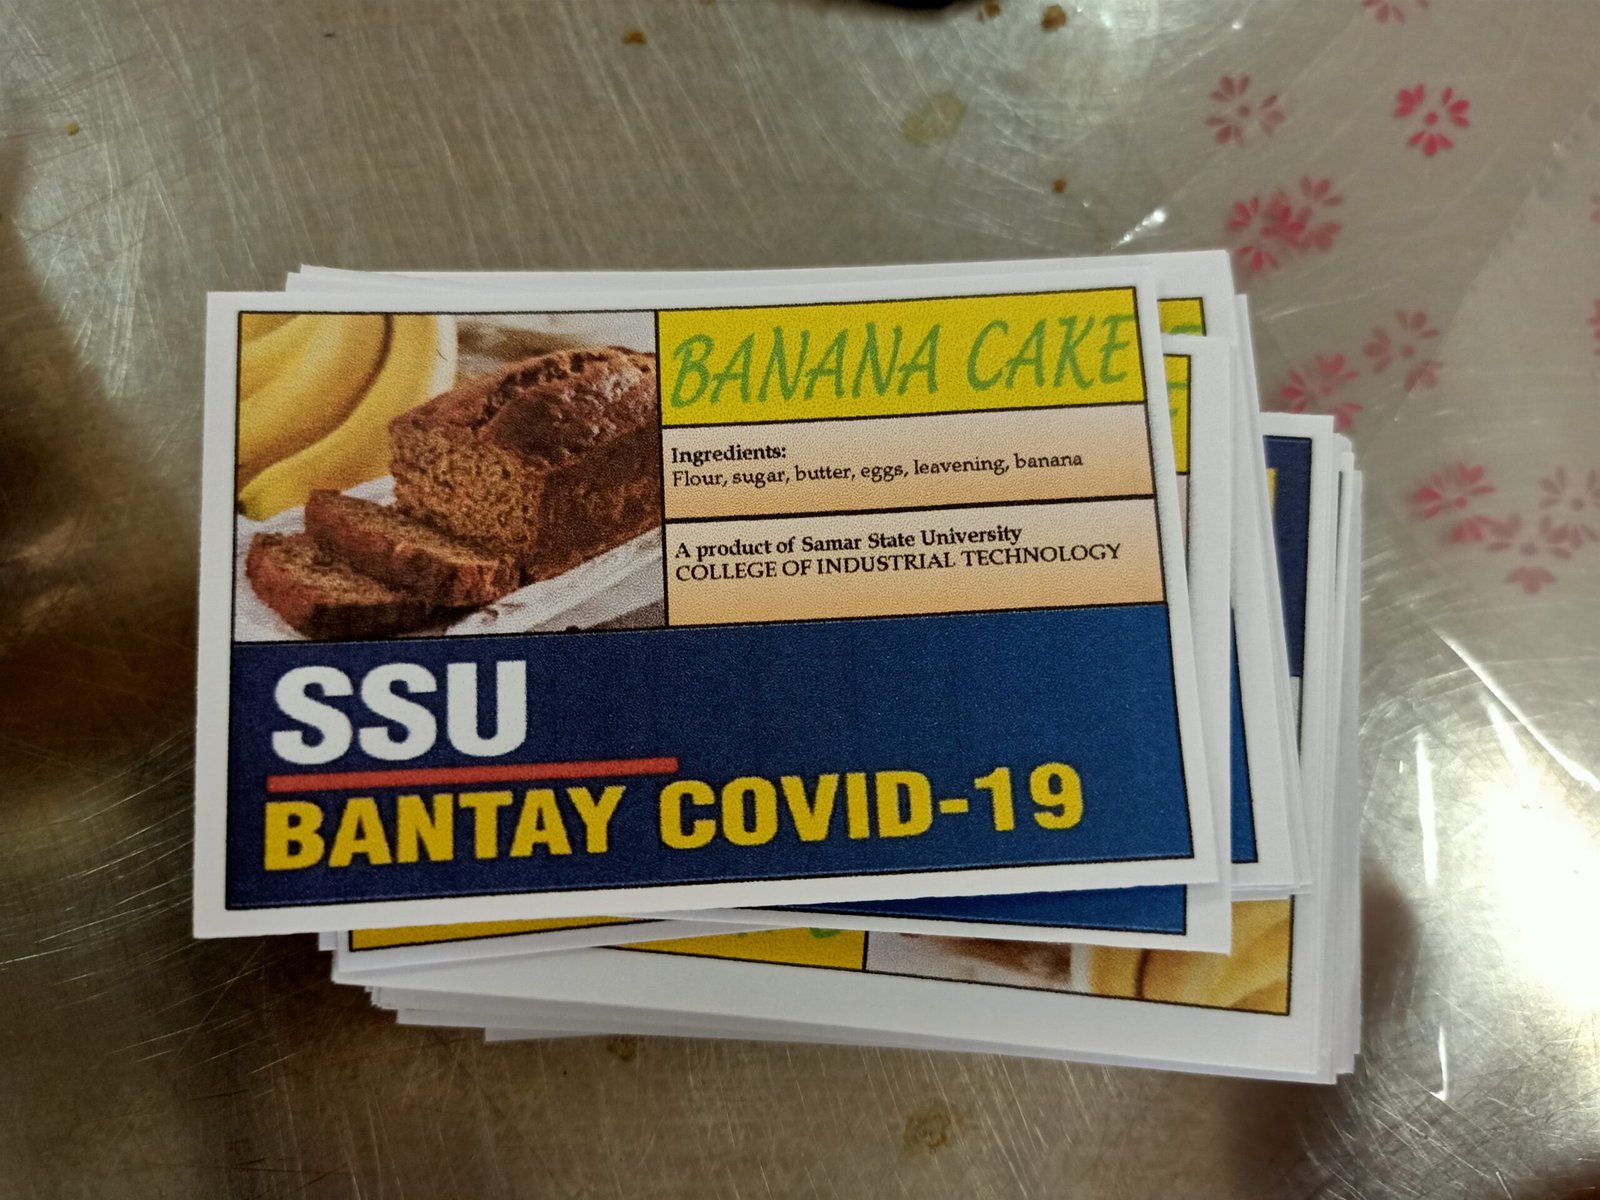 BANANA CAKE
Ingredients:
Flour, sugar, butter, eggs, leavening, banana
A product of Samar State University
COLLEGE OF INDUSTRIAL TECHNOLOGY
SSU
BANTAY COVID-19